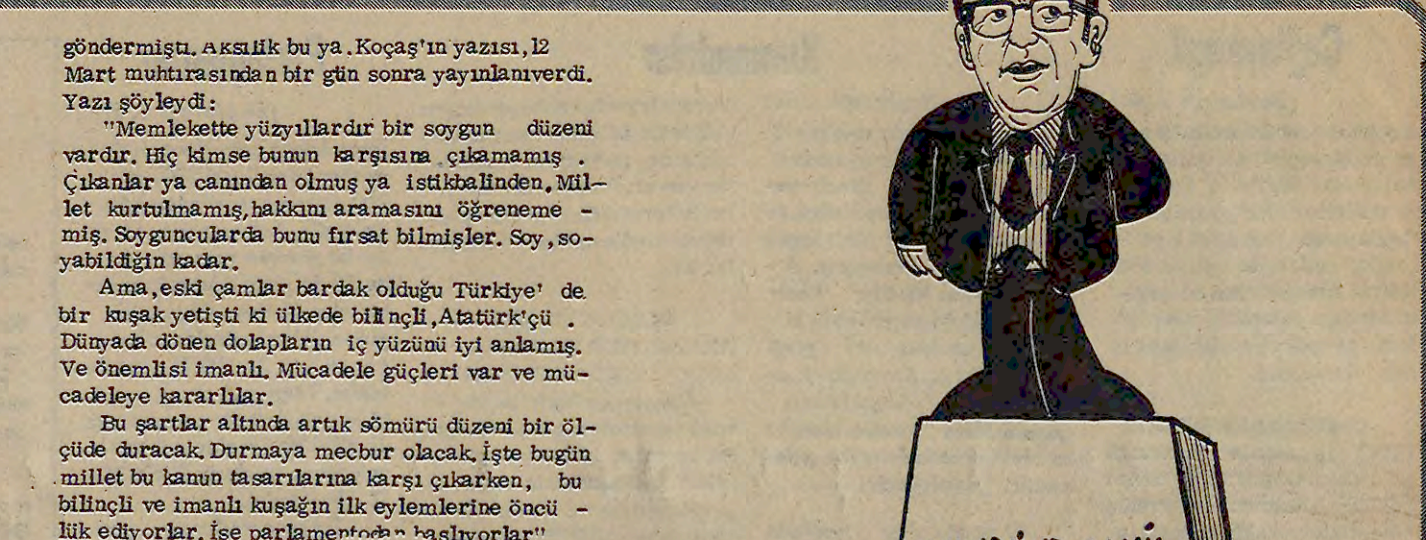 göndermişti. Aksilik bu ya. Koçaş'ın yazısı, 12
Mart muhtırasından bir gün sonra yayınlanıverdi.
Yazı şöyleydi:
"Memlekette yüzyıllardır bir soygun düzeni
vardır. Hiç kimse bunun karşısına çıkamamış .
Çıkanlar ya canından olmuş ya istikbalinden. Mil-
let kurtulmamış, hakkını aramasını öğreneme -
miş. Soyguncularda bunu fırsat bilmişler. Soy, so-
yabildiğin kadar.
Ama, eski çamlar bardak olduğu Türkiye' de
bir kuşak yetişti ki ülkede bilinçli, Atatürk'çü .
Dünyada dönen dolapların iç yüzünü iyi anlamış.
Ve önemlisi imanlı. Mücadele güçleri var ve mü-
cadeleye kararlılar.
Bu şartlar altında artık sömürü düzeni bir öl-
çüde duracak. Durmaya mecbur olacak. İşte bugün
millet bu kanun tasarılarına karşı çıkarken, bu
bilinçli ve imanlı kuşağın ilk eylemlerine öncü -
lük ediyorlar. İşe parlamentodan başlıyorlar"